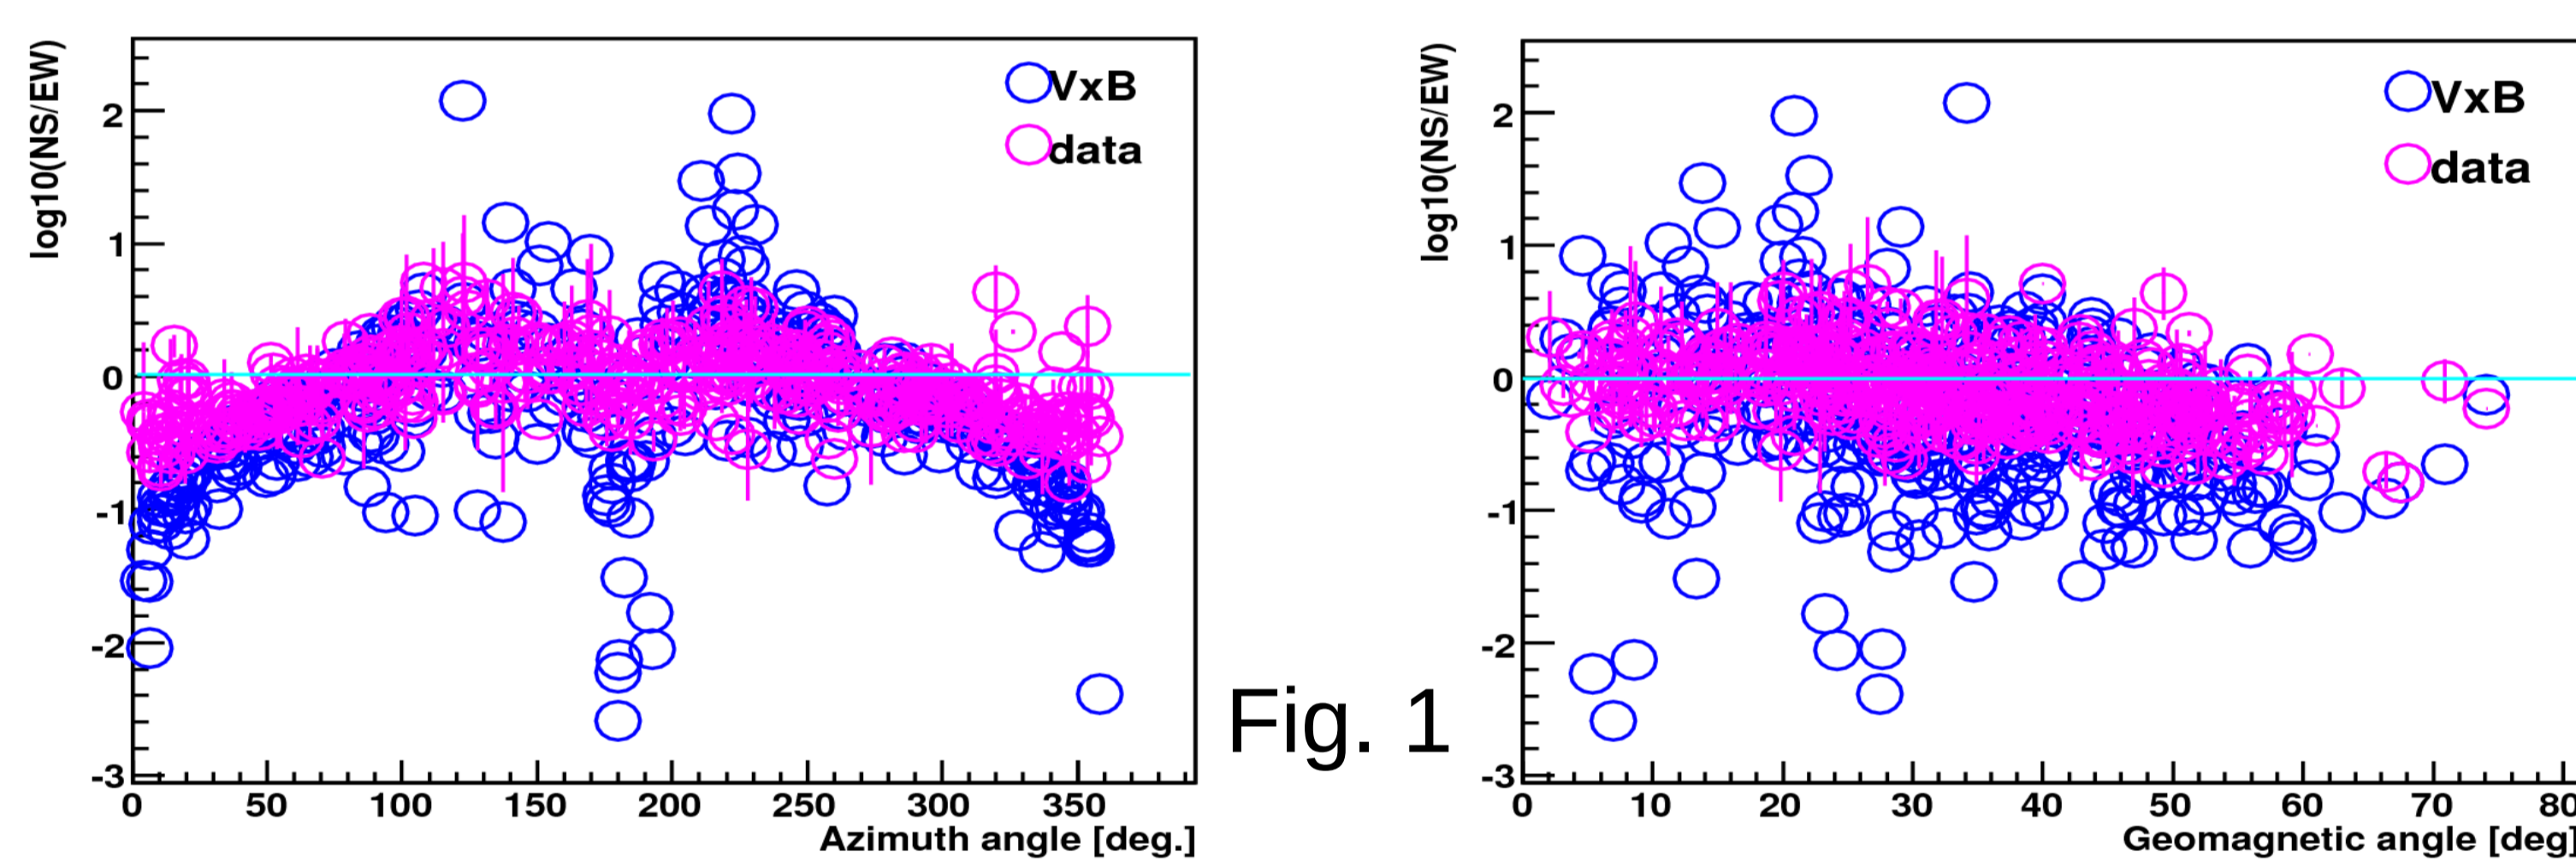 log10(NS/EW)
VxB
data
2
1
0
-1
-2
-3
0 50 100 150 200 250 300 350
Azimuth angle [deg.]
Fig. 1
log10(NS/EW)
VxB
data
2
1
0
-1
-2
-3
0 10 20 30 40 50 60 70 80
Geomagnetic angle [deg]